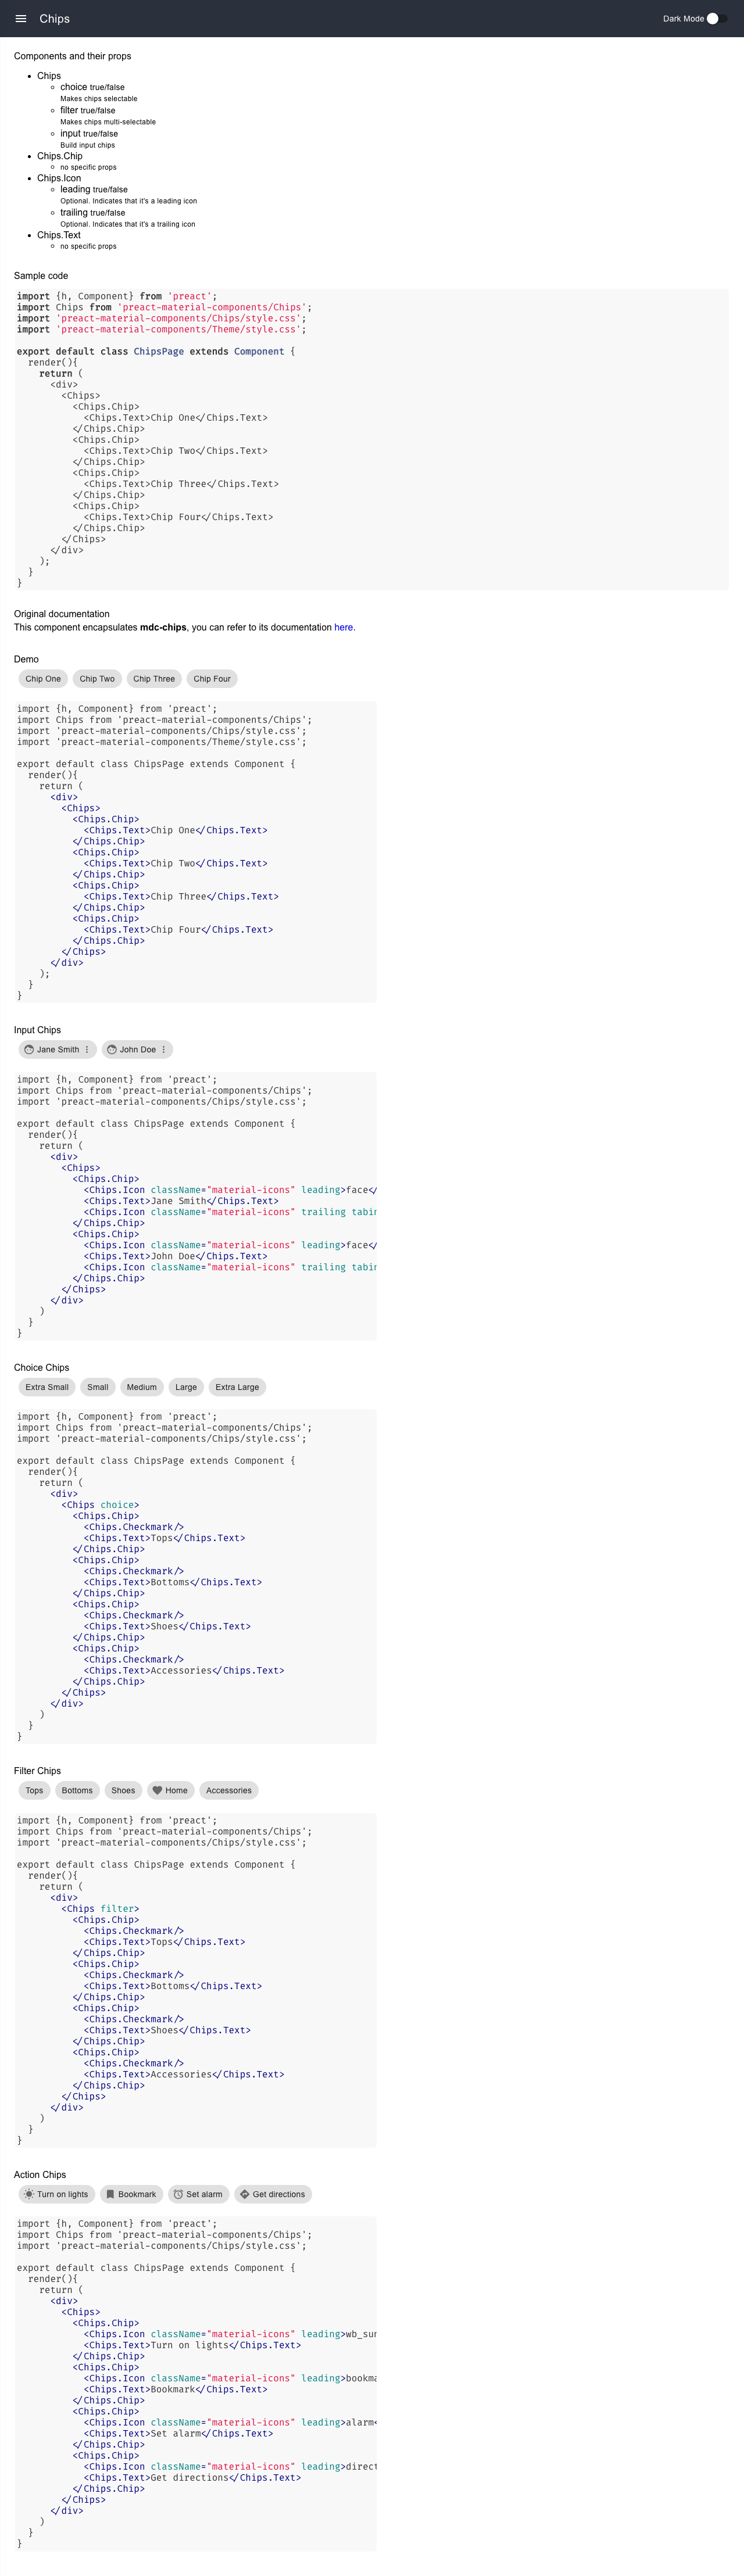 Chips
Dark Mode
Components and their props
Chips
choice true/false
Makes chips selectable
filter true/false
Makes chips multi-selectable
input true/false
Build input chips
Chips.Chip
no specific props
Chips.Icon
leading true/false
Optional. Indicates that it's a leading icon
trailing true/false
Optional. Indicates that it's a trailing icon
Chips.Text
no specific props
Sample code
import {h, Component} from 'preact';
import Chips from 'preact-material-components/Chips';
import 'preact-material-components/Chips/style.css';
import 'preact-material-components/Theme/style.css';
export default class ChipsPage extends Component {
render(){
return (
<div>
<Chips>
<Chips.Chip>
<Chips.Text>Chip One</Chips.Text>
</Chips.Chip>
<Chips.Chip>
<Chips.Text>Chip Two</Chips.Text>
</Chips.Chip>
<Chips.Chip>
<Chips.Text>Chip Three</Chips.Text>
</Chips.Chip>
<Chips.Chip>
<Chips.Text>Chip Four</Chips.Text>
</Chips.Chip>
</Chips>
</div>
);
}
}
Original documentation
This component encapsulates mdc-chips, you can refer to its documentation here.
Demo
Chip One Chip Two Chip Three Chip Four
import {h, Component} from 'preact';
import Chips from 'preact-material-components/Chips';
import 'preact-material-components/Chips/style.css';
import 'preact-material-components/Theme/style.css';
export default class ChipsPage extends Component {
render(){
return (
<div>
<Chips>
<Chips.Chip>
<Chips.Text>Chip One</Chips.Text>
</Chips.Chip>
<Chips.Chip>
<Chips.Text>Chip Two</Chips.Text>
</Chips.Chip>
<Chips.Chip>
<Chips.Text>Chip Three</Chips.Text>
</Chips.Chip>
<Chips.Chip>
<Chips.Text>Chip Four</Chips.Text>
</Chips.Chip>
</Chips>
</div>
);
}
}
Input Chips
Jane Smith John Doe
import {h, Component} from 'preact';
import Chips from 'preact-material-components/Chips';
import 'preact-material-components/Chips/style.css';
export default class ChipsPage extends Component {
render(){
return (
<div>
<Chips>
<Chips.Chip>
<Chips.Icon className="material-icons" leading>face</
<Chips.Text>Jane Smith</Chips.Text>
<Chips.Icon className="material-icons" trailing tabin
</Chips.Chip>
<Chips.Chip>
<Chips.Icon className="material-icons" leading>face</
<Chips.Text>John Doe</Chips.Text>
<Chips.Icon className="material-icons" trailing tabin
</Chips.Chip>
</Chips>
</div>
)
}
}
Choice Chips
Extra Small Small Medium Large Extra Large
import {h, Component} from 'preact';
import Chips from 'preact-material-components/Chips';
import 'preact-material-components/Chips/style.css';
export default class ChipsPage extends Component {
render(){
return (
<div>
<Chips choice>
<Chips.Chip>
<Chips.Checkmark/>
<Chips.Text>Tops</Chips.Text>
</Chips.Chip>
<Chips.Chip>
<Chips.Checkmark/>
<Chips.Text>Bottoms</Chips.Text>
</Chips.Chip>
<Chips.Chip>
<Chips.Checkmark/>
<Chips.Text>Shoes</Chips.Text>
</Chips.Chip>
<Chips.Chip>
<Chips.Checkmark/>
<Chips.Text>Accessories</Chips.Text>
</Chips.Chip>
</Chips>
</div>
)
}
}
Filter Chips
Tops Bottoms Shoes Home Accessories
import {h, Component} from 'preact';
import Chips from 'preact-material-components/Chips';
import 'preact-material-components/Chips/style.css';
export default class ChipsPage extends Component {
render(){
return (
<div>
<Chips filter>
<Chips.Chip>
<Chips.Checkmark/>
<Chips.Text>Tops</Chips.Text>
</Chips.Chip>
<Chips.Chip>
<Chips.Checkmark/>
<Chips.Text>Bottoms</Chips.Text>
</Chips.Chip>
<Chips.Chip>
<Chips.Checkmark/>
<Chips.Text>Shoes</Chips.Text>
</Chips.Chip>
<Chips.Chip>
<Chips.Checkmark/>
<Chips.Text>Accessories</Chips.Text>
</Chips.Chip>
</Chips>
</div>
)
}
}
Action Chips
Turn on lights Bookmark Set alarm Get directions
import {h, Component} from 'preact';
import Chips from 'preact-material-components/Chips';
import 'preact-material-components/Chips/style.css';
export default class ChipsPage extends Component {
render(){
return (
<div>
<Chips>
<Chips.Chip>
<Chips.Icon className="material-icons" leading>wb_sun
<Chips.Text>Turn on lights</Chips.Text>
</Chips.Chip>
<Chips.Chip>
<Chips.Icon className="material-icons" leading>bookma
<Chips.Text>Bookmark</Chips.Text>
</Chips.Chip>
<Chips.Chip>
<Chips.Icon className="material-icons" leading>alarm<
<Chips.Text>Set alarm</Chips.Text>
</Chips.Chip>
<Chips.Chip>
<Chips.Icon className="material-icons" leading>direct
<Chips.Text>Get directions</Chips.Text>
</Chips.Chip>
</Chips>
</div>
)
}
}